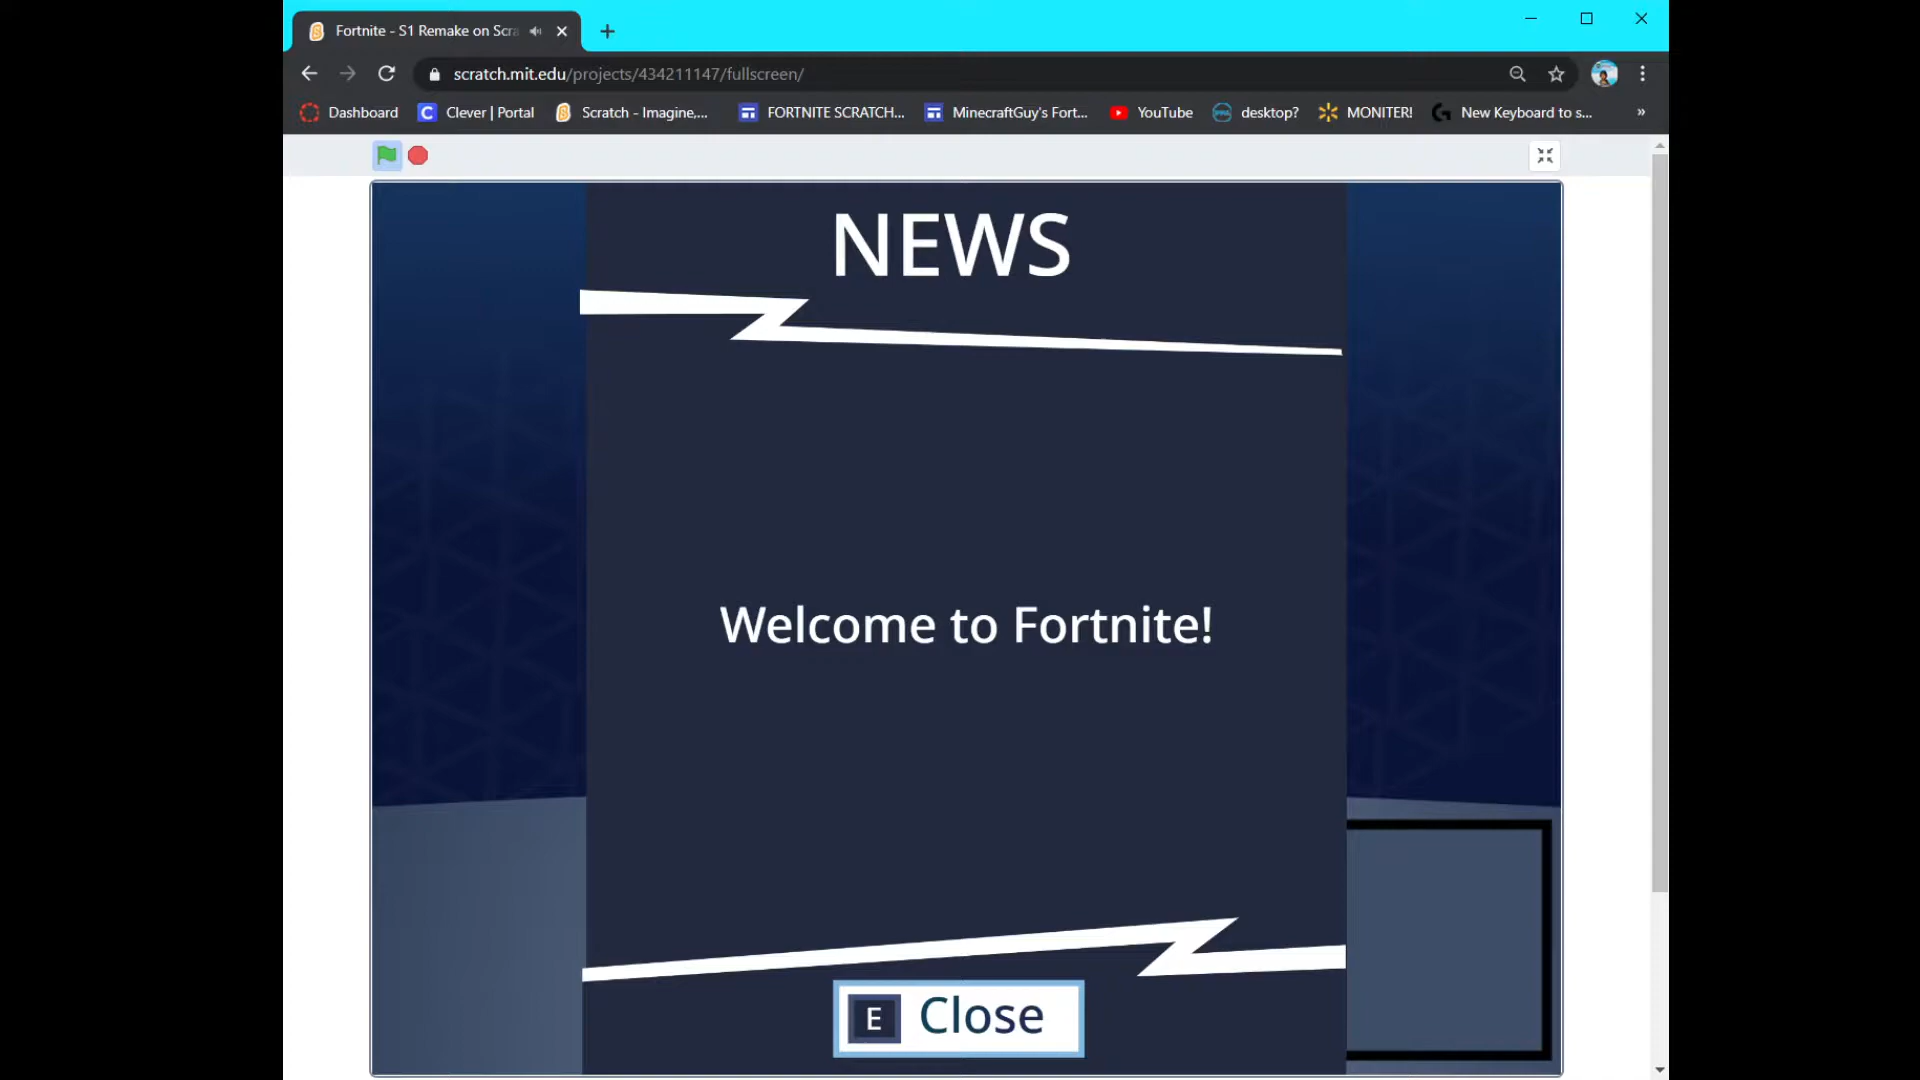 Fortnite - S1 Remake on Scra
scratch.mit.edu/projects/434211147/fullscreen/
Dashboard
Clever | Portal
Scratch - Imagine,...
FORTNITE SCRATCH...
MinecraftGuy's Fort...
YouTube
desktop?
MONITER!
New Keyboard to s...
»
NEWS
Welcome to Fortnite!
E Close